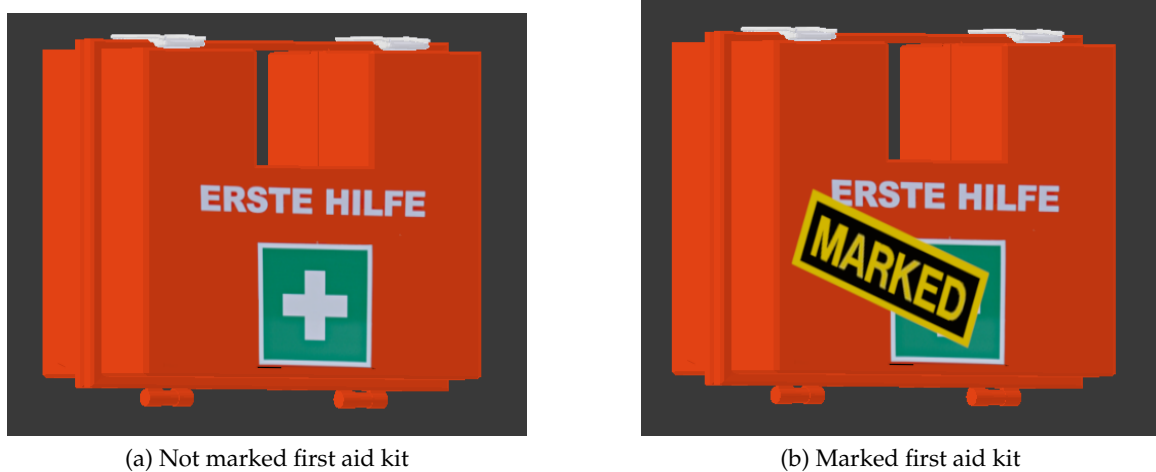 ERSTE HILFE
(a) Not marked first aid kit
ERSTE HILFE
MARKED
(b) Marked first aid kit